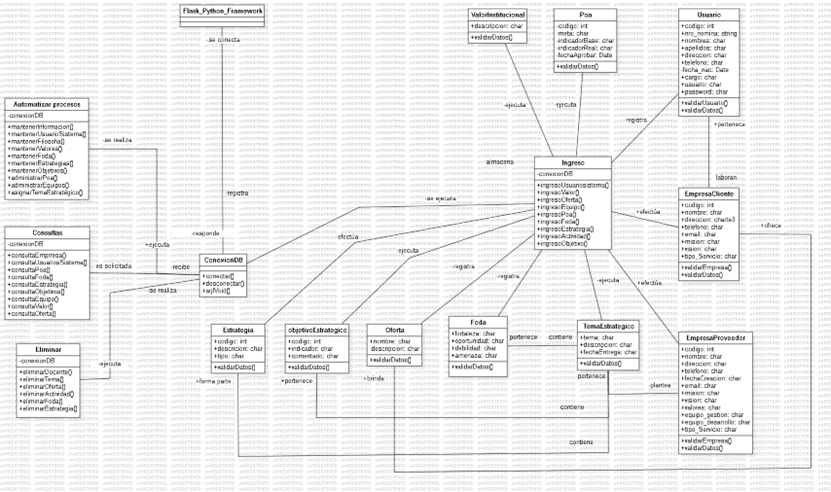 Flask_Python_Framework
-se conecta
ValorInstitucional
+descripcion: char
+validarDatos()
Poa
-codigo: int
-meta: char
-indicadorBase: char
-indicadorReal: char
-fechaAprobar: Date
+validarDatos()
Usuario
+codigo: int
+nro_nomina: string
+nombres: char
+apellidos: char
+direccion: char
+telefono: char
-fecha_nac: Date
+cargo: char
+usuario: char
+password: char
+validarUsuario()
+validarDatos()
+pertenece
laboran
-ejecuta
-ejecuta
-registra
almacena
Automatizar procesos
-conexionDB
+mantenerInformacion()
+mantenerUsuarioSistema()
+mantenerFilosofia()
+mantenerValores()
+mantenerFoda()
+mantenerEstrategias()
+mantenerObjetivos()
+administrarPoa()
+administrarEquipos()
+asignarTemaEstratégico()
-se realiza
-registra
-responde
+ejecuta
Ingreso
-conexionDB
+ingresoUsuariosistema()
+ingresoValor()
+ingresoOferta()
+ingresoEquipo()
+ingresoPoa()
+ingresoFoda()
+ingresoEstrategia()
+ingresoActividad()
+ingresoObjetivo()
-se ejecuta
-efectúa
-ejecuta
-registra
-registra
-ejecuta
+efectúa
+efectúa
EmpresaCliente
+codigo: int
+nombre: char
+direccion: charte3
+telefono: char
+email: char
+mision: char
+vision: char
+tipo_Servicio: char
+validarEmpresa()
+validarDatos()
+ofrece
Consultas
-conexionDB
+consultaEmpresa()
+consultaUsuariosSistema()
+consultaPoa()
+consultaFoda()
+consultaEstrategia()
+consultaObjetivo()
+consultaEquipo()
+consultaValor()
+consultaOferta()
-es solicitada
-recibe
-se realiza
ConexionDB
+conectar()
+desconectar()
+sqlVoid()
Eliminar
-conexionDB
+eliminarDocente()
+eliminarTema()
+eliminarOferta()
+eliminarActividad()
+eliminarFoda()
+eliminarEstrategia()
-ejecuta
Estrategia
+codigo: int
+descricion: char
+tipo: char
+validarDatos()
+forma parte
objetivoEstrategico
+codigo: int
+indicador: char
+comentario: char
+validarDatos()
+pertenece
Oferta
+nombre: char
descripcion: char
+validarDatos()
+brinda
Foda
+fortaleza: char
+oportunidad: char
+debilidad: char
+amenaza: char
+validarDatos()
pertenece
contiene
TemaEstrategico
+tema: char
+descripcion: char
+fechaEntrega: char
+validarDatos()
pertenece
-plantea
contiene
contiene
EmpresaProveedor
+codigo: int
+nombre: char
+direccion: char
+telefono: char
+fechaCreacion: char
+email: char
+mision: char
+vision: char
+valores: char
+equipo_gestion: char
+equipo_desarrollo: char
+tipo_Servicio: char
+validarEmpresa()
+validarDatos()